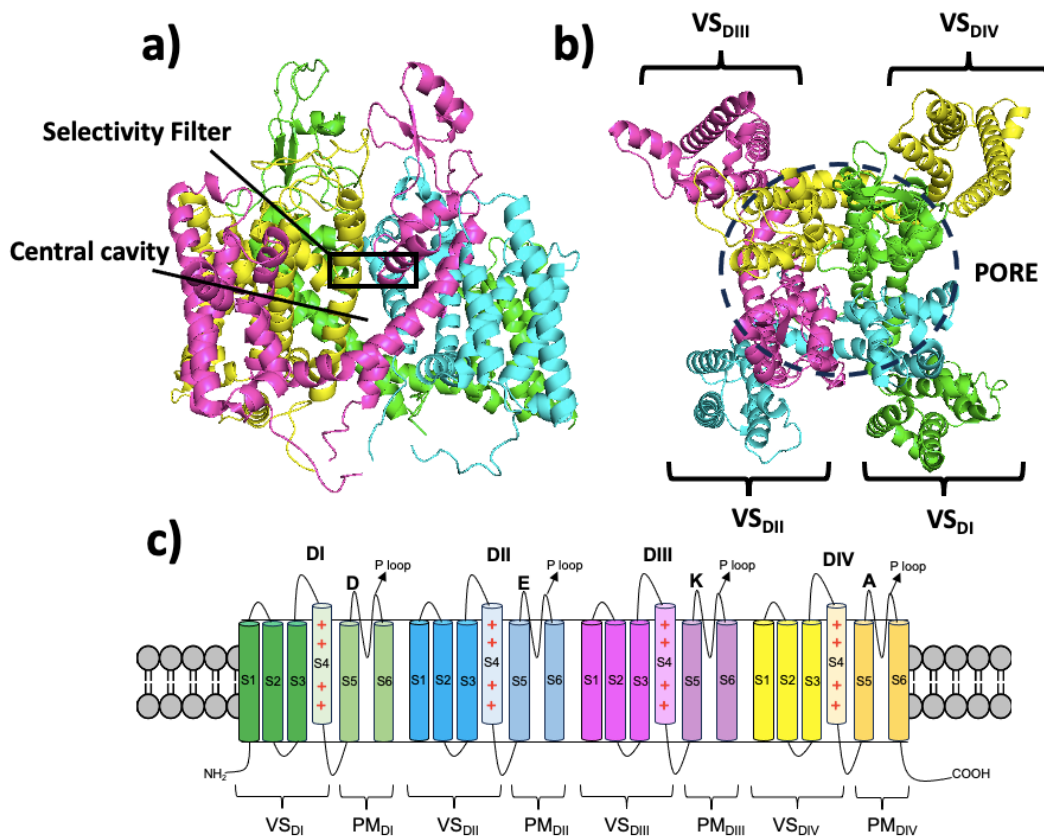 a)
Selectivity Filter
Central cavity
b)
VSDIII
VSDIV
PORE
VSDII
VSDI
c)
DI
DII
DIII
DIV
D
P loop
E
P loop
K
P loop
A
P loop
S1 S2 S3 S4 S5 S6 S1 S2 S3 S4 S5 S6 S1 S2 S3 S4 S5 S6 S1 S2 S3 S4 S5 S6
+ + + +
+ + + +
+ + + +
+ + + +
NH2
COOH
VSDI PMDI VSDII PMDII VSDIII PMDIII VSDIV PMDIV